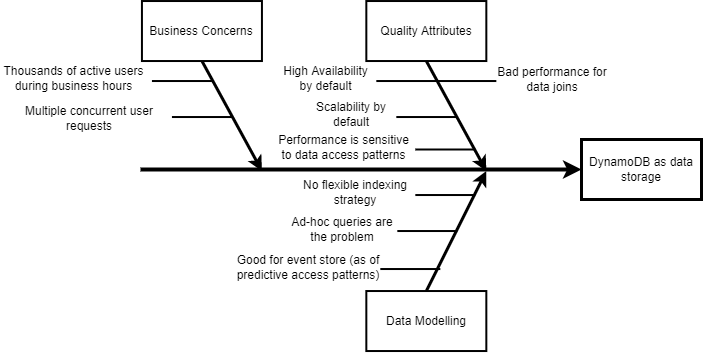 Business Concerns
Quality Attributes
Thousands of active users
during business hours
High Availability
by default
Bad performance for
data joins
Multiple concurrent user
requests
Scalability by
default
Performance is sensitive
to data access patterns
DynamoDB as data
storage
No flexible indexing
strategy
Ad-hoc queries are
the problem
Good for event store (as of
predictive access patterns)
Data Modelling